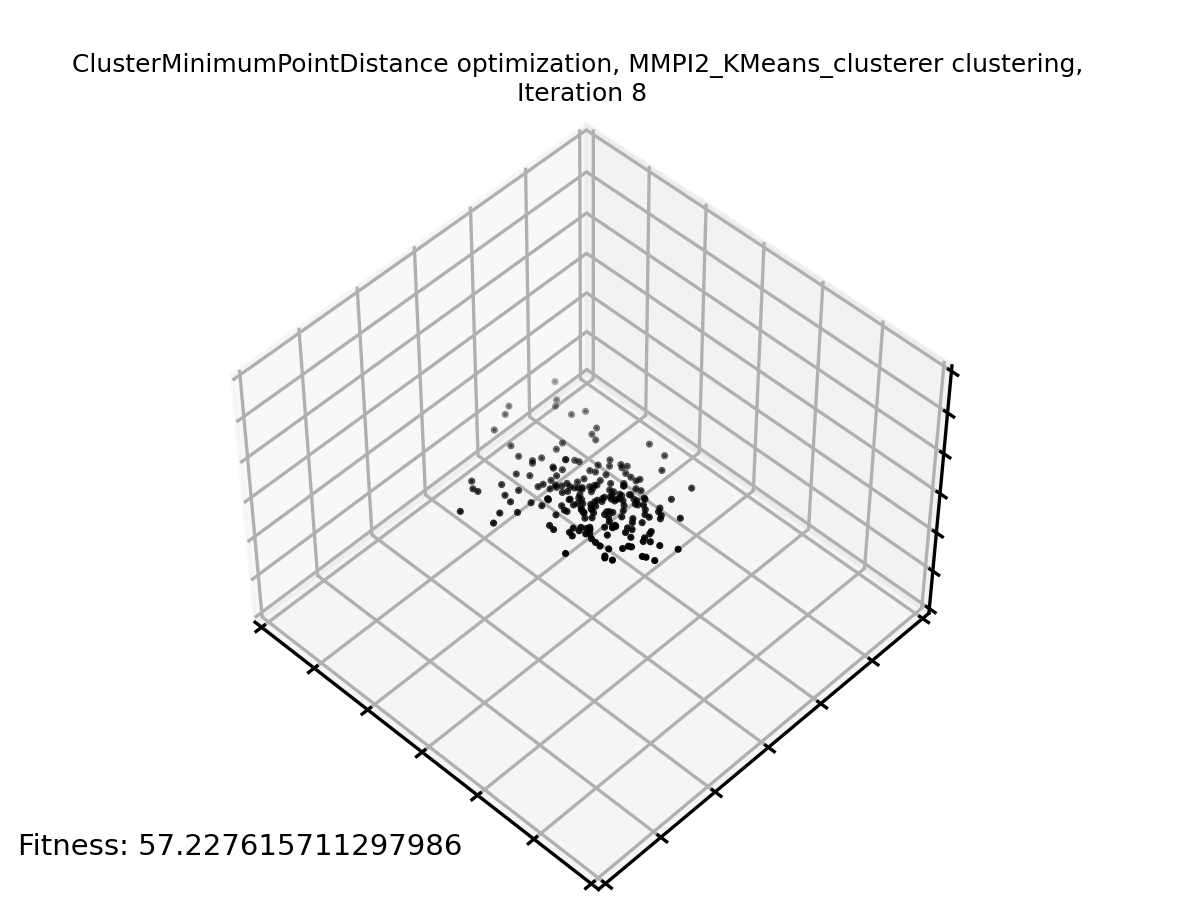 ClusterMinimumPointDistance optimization, MMPI2_KMeans_clusterer clustering,
Iteration 8
Fitness: 57.227615711297986